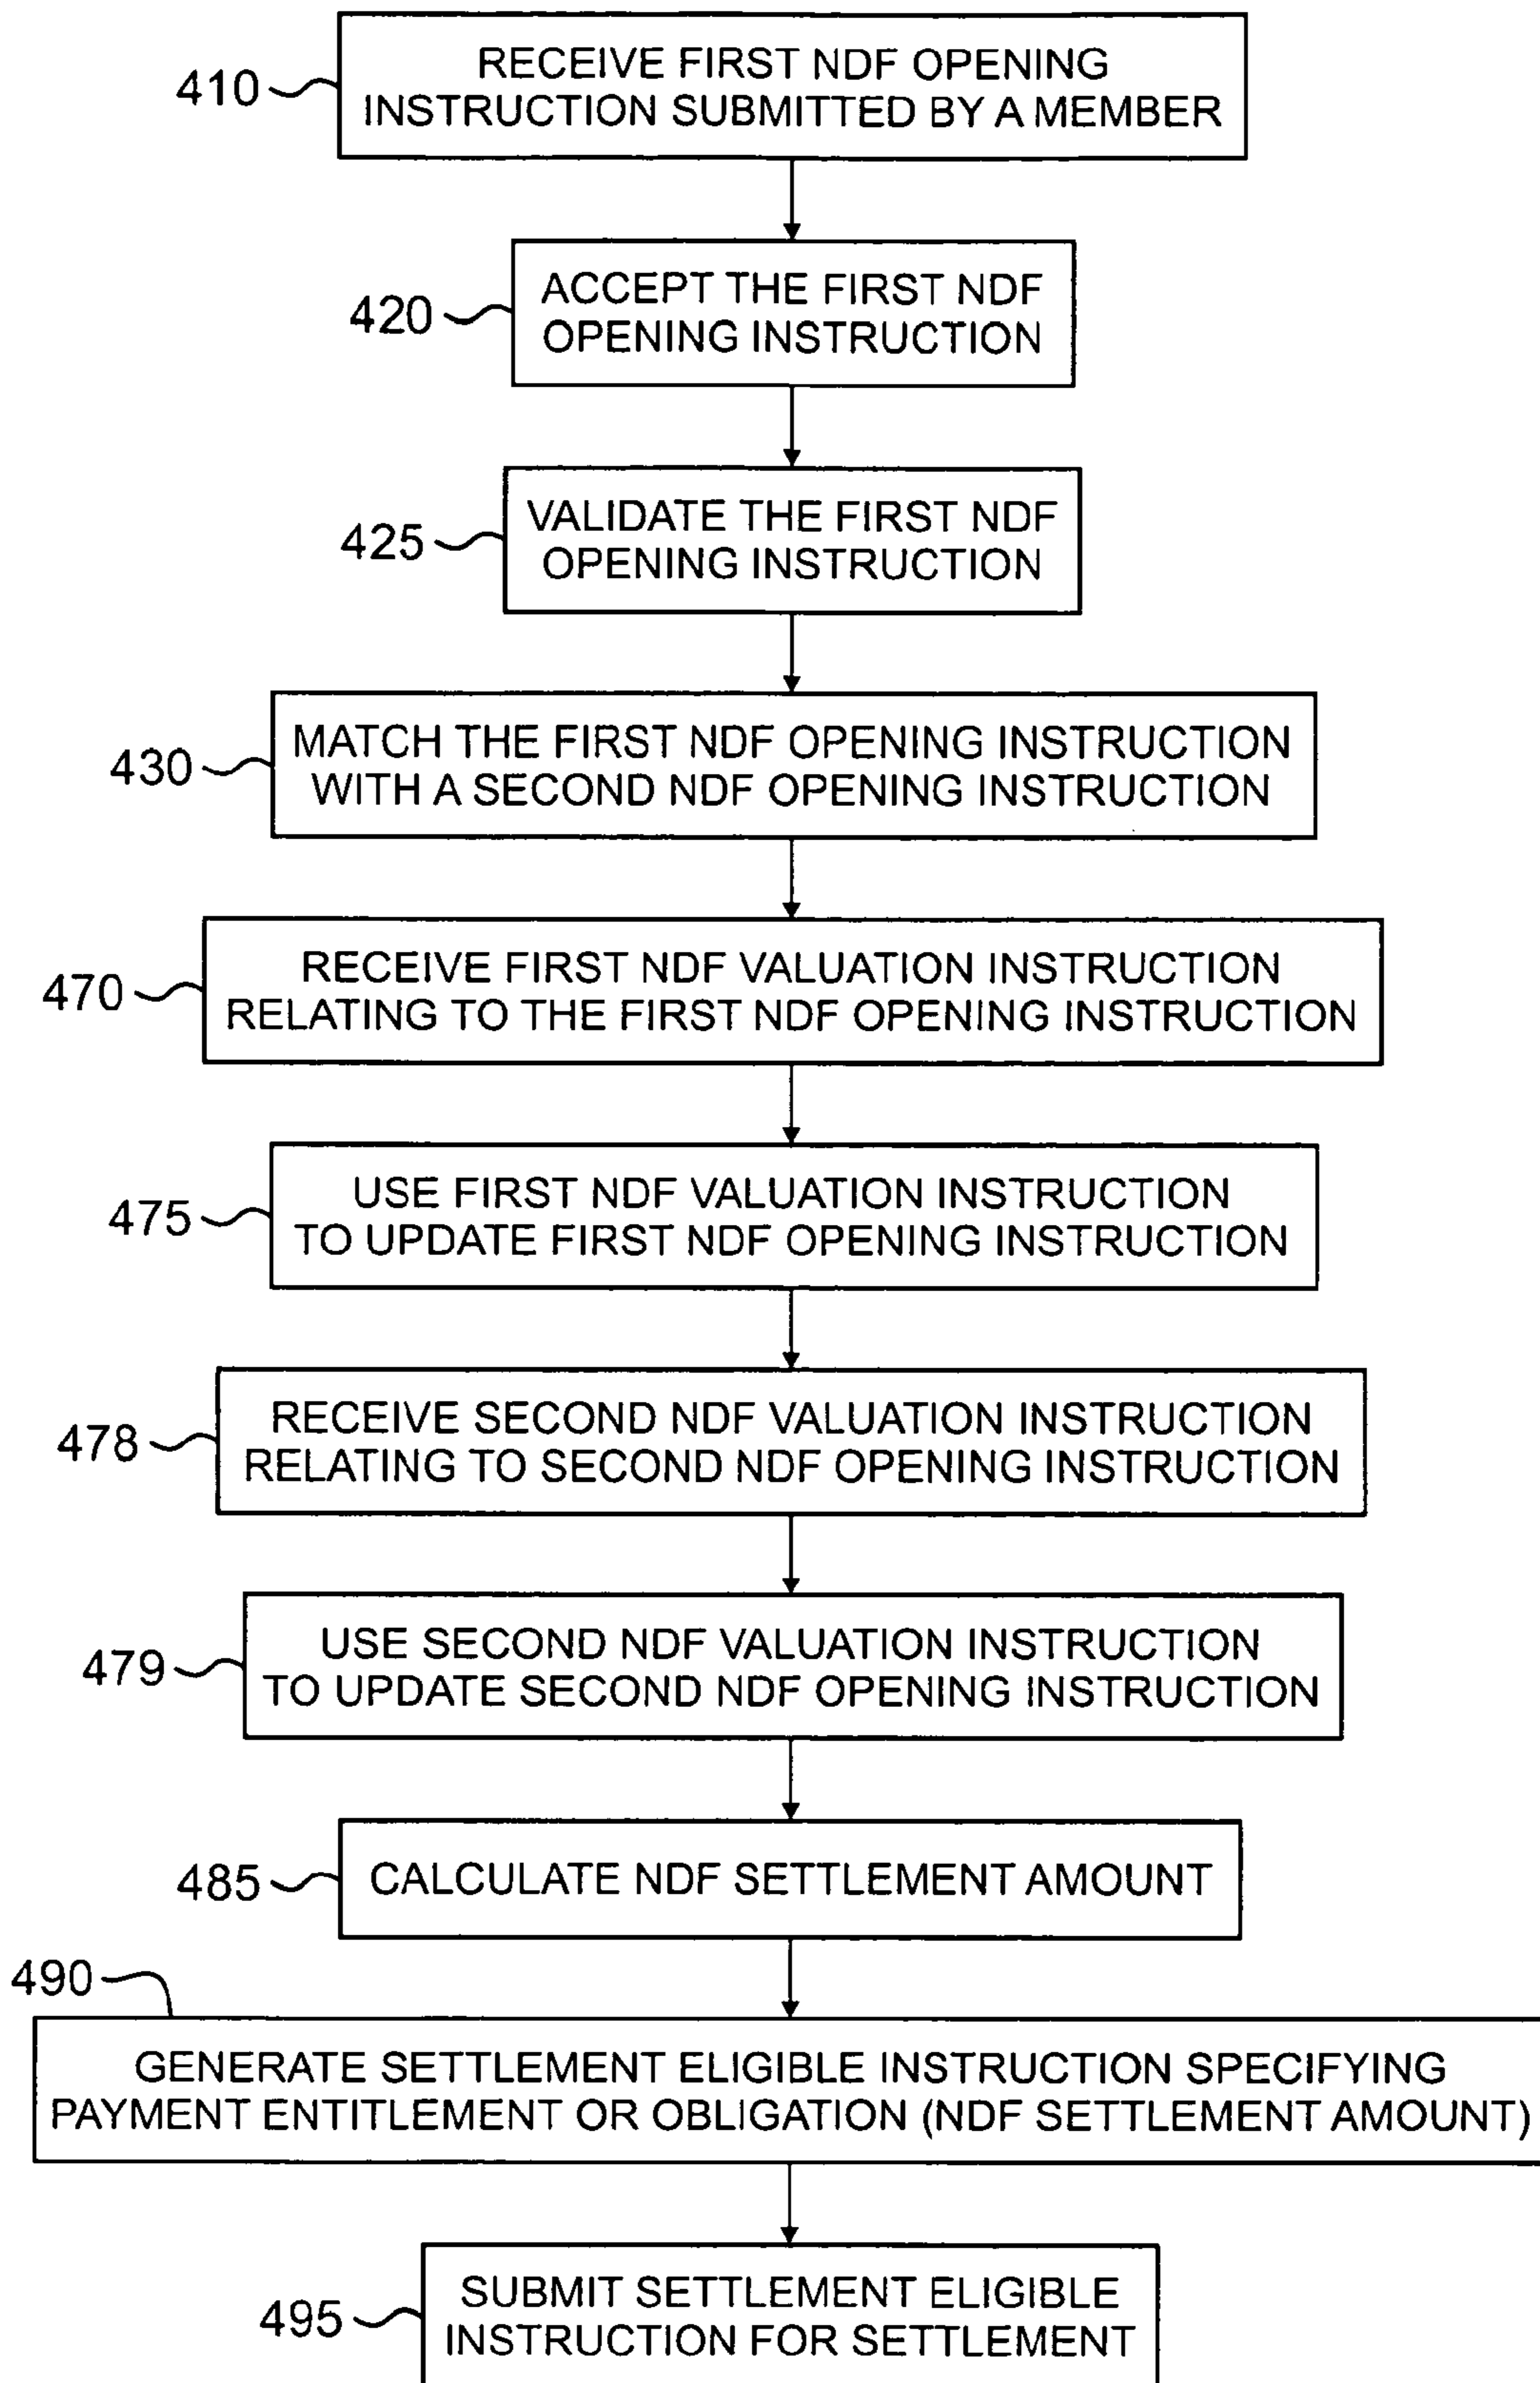 410
RECEIVE FIRST NDF OPENING
INSTRUCTION SUBMITTED BY A MEMBER
420
ACCEPT THE FIRST NDF
OPENING INSTRUCTION
425
VALIDATE THE FIRST NDF
OPENING INSTRUCTION
430
MATCH THE FIRST NDF OPENING INSTRUCTION
WITH A SECOND NDF OPENING INSTRUCTION
470
RECEIVE FIRST NDF VALUATION INSTRUCTION
RELATING TO THE FIRST NDF OPENING INSTRUCTION
475
USE FIRST NDF VALUATION INSTRUCTION
TO UPDATE FIRST NDF OPENING INSTRUCTION
478
RECEIVE SECOND NDF VALUATION INSTRUCTION
RELATING TO SECOND NDF OPENING INSTRUCTION
479
USE SECOND NDF VALUATION INSTRUCTION
TO UPDATE SECOND NDF OPENING INSTRUCTION
485
CALCULATE NDF SETTLEMENT AMOUNT
490
GENERATE SETTLEMENT ELIGIBLE INSTRUCTION SPECIFYING
PAYMENT ENTITLEMENT OR OBLIGATION (NDF SETTLEMENT AMOUNT)
495
SUBMIT SETTLEMENT ELIGIBLE
INSTRUCTION FOR SETTLEMENT